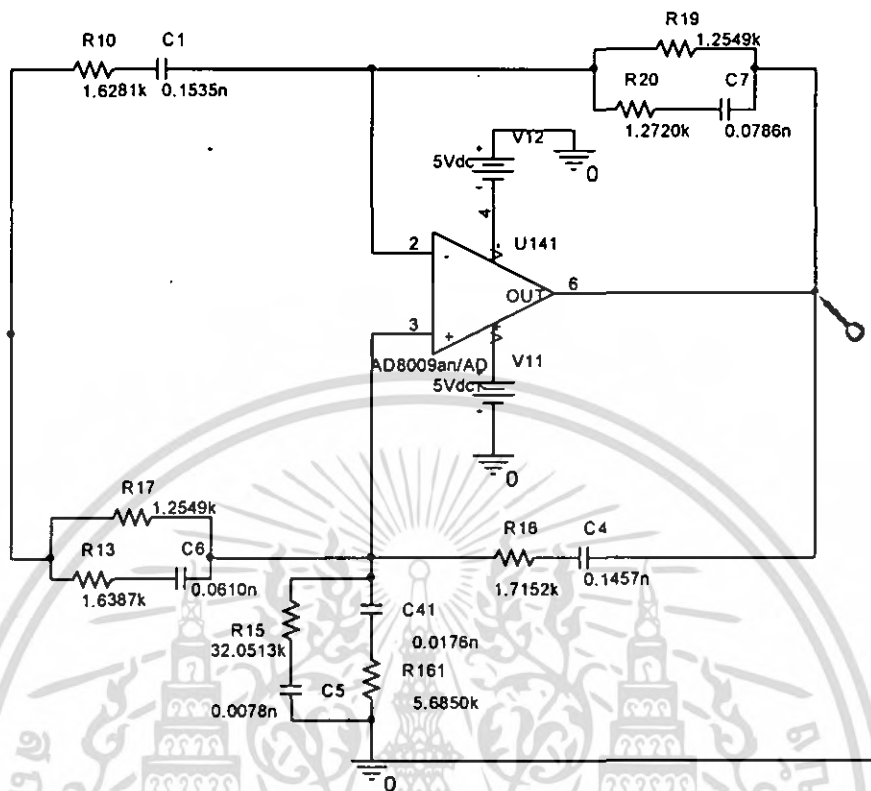 R10 C1
1.6281k 0.1535n
R19
1.2549k
R20 C7
1.2720k 0.0786n
V12
5Vdc
0
4
U141
2
-
OUT
6
3
+
AD8009an/AD
V11
5Vdc
0
R17
1.2549k
R13 C6
1.6387k 0.0610n
R16 C4
1.7152k 0.1457n
R15
32.0513k
C41
0.0176n
C5
0.0078n
R161
5.6850k
0